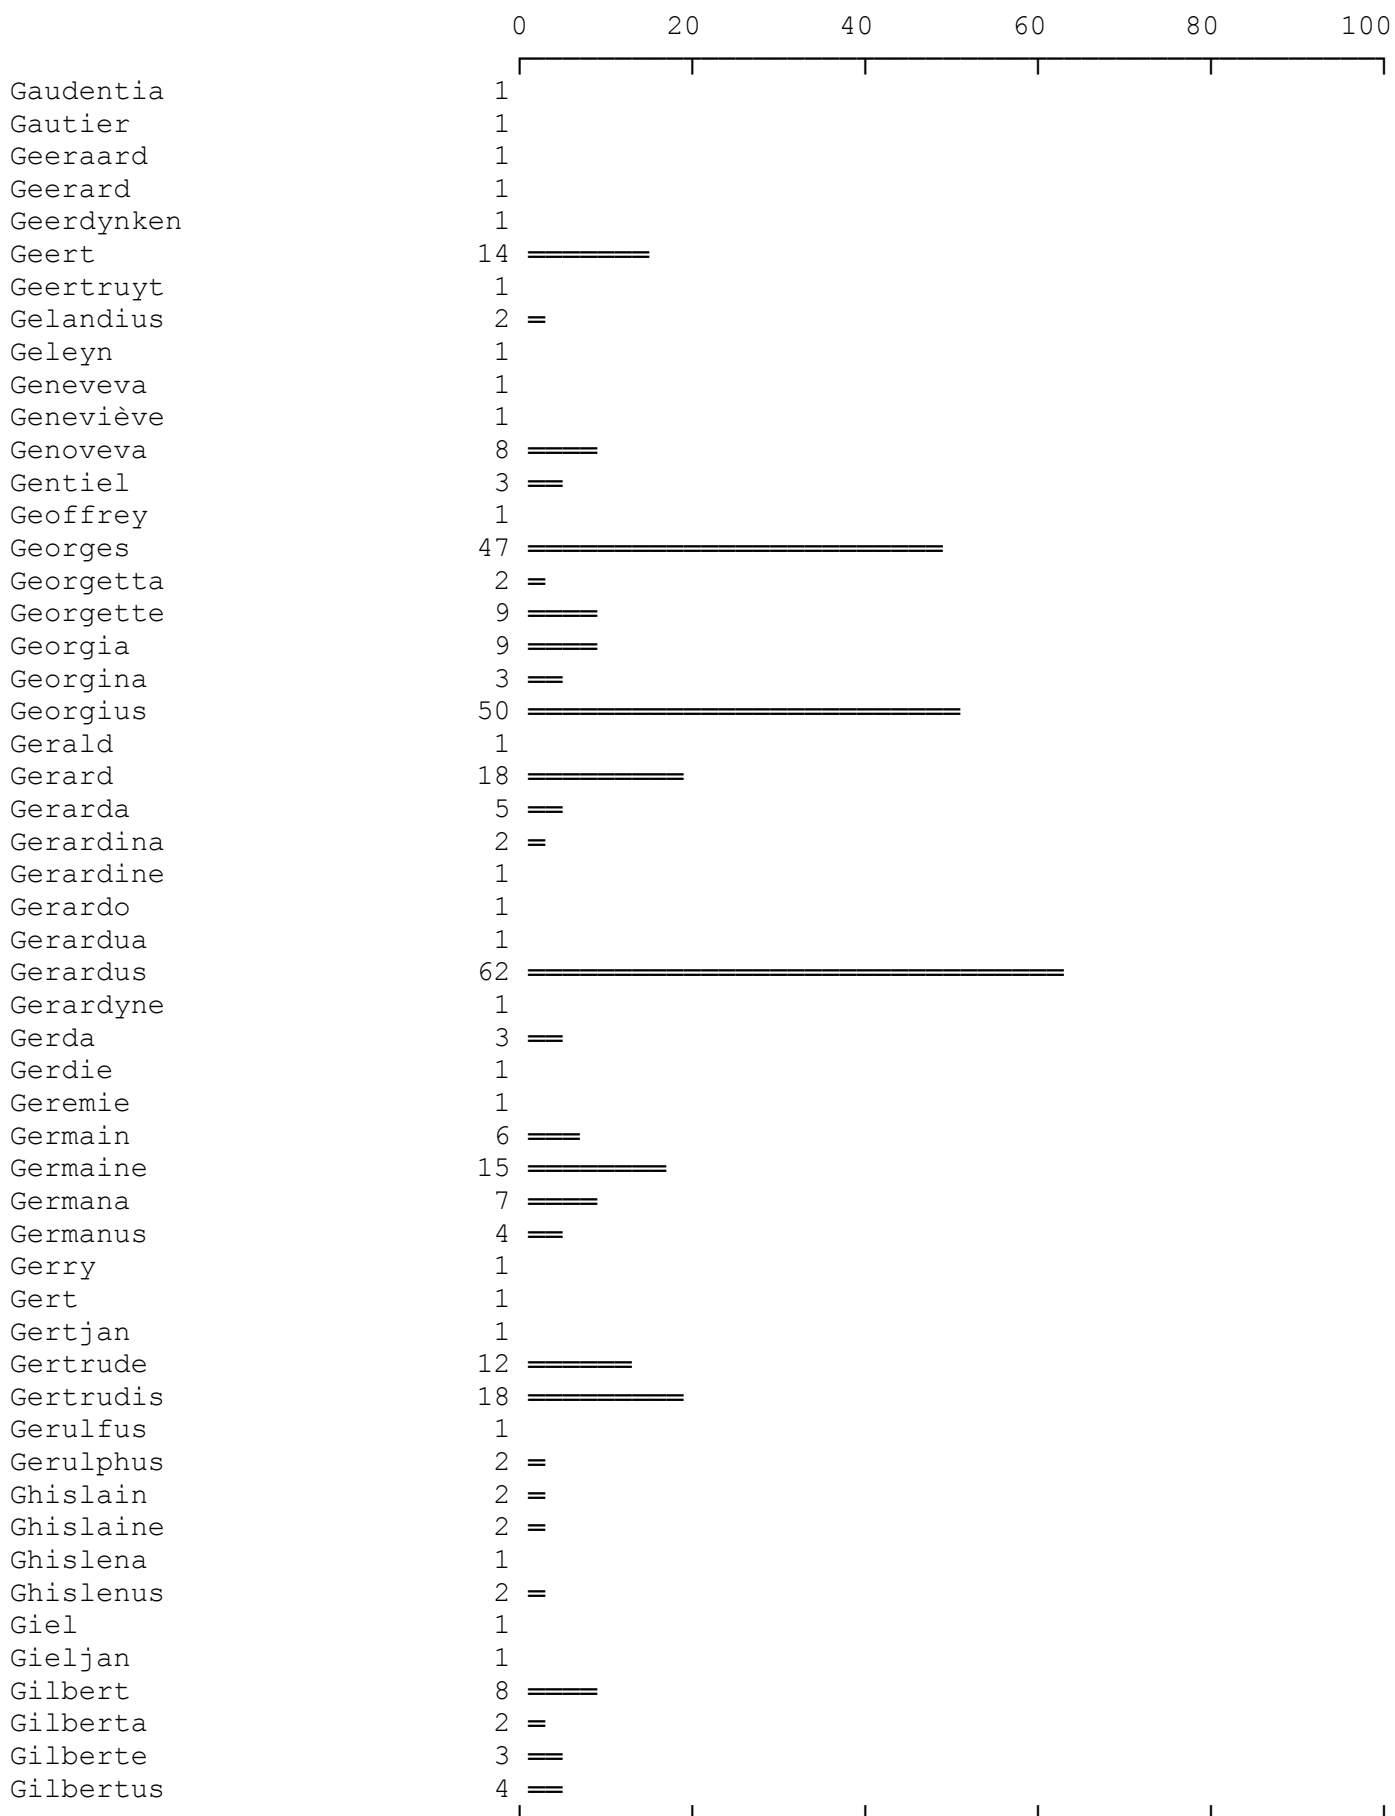 0 20 40 60 80 100
Gaudentia 1
Gautier 1
Geeraard 1
Geerard 1
Geerdynken 1
Geert 14
Geertruyt 1
Gelandius 2
Geleyn 1
Geneveva 1
Geneviève 1
Genoveva 8
Gentiel 3
Geoffrey 1
Georges 47
Georgetta 2
Georgette 9
Georgia 9
Georgina 3
Georgius 50
Gerald 1
Gerard 18
Gerarda 5
Gerardina 2
Gerardine 1
Gerardo 1
Gerardua 1
Gerardus 62
Gerardyne 1
Gerda 3
Gerdie 1
Geremie 1
Germain 6
Germaine 15
Germana 7
Germanus 4
Gerry 1
Gert 1
Gertjan 1
Gertrude 12
Gertrudis 18
Gerulfus 1
Gerulphus 2
Ghislain 2
Ghislaine 2
Ghislena 1
Ghislenus 2
Giel 1
Gieljan 1
Gilbert 8
Gilberta 2
Gilberte 3
Gilbertus 4